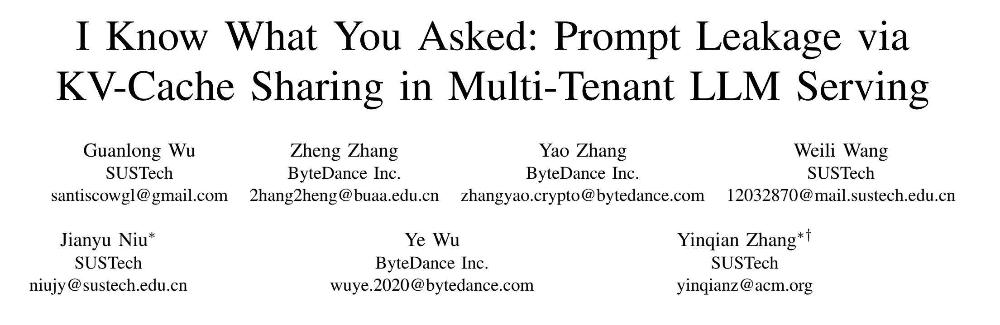 I Know What You Asked: Prompt Leakage via
KV-Cache Sharing in Multi-Tenant LLM Serving
Guanlong Wu
SUSTech
santiscowgl@gmail.com
Zheng Zhang
ByteDance Inc.
2hang2heng@buaa.edu.cn
Yao Zhang
ByteDance Inc.
zhangyao.crypto@bytedance.com
Weili Wang
SUSTech
12032870@mail.sustech.edu.cn
Jianyu Niu*
SUSTech
niujy@sustech.edu.cn
Ye Wu
ByteDance Inc.
wuye.2020@bytedance.com
Yinqian Zhang*†
SUSTech
yinqianz@acm.org